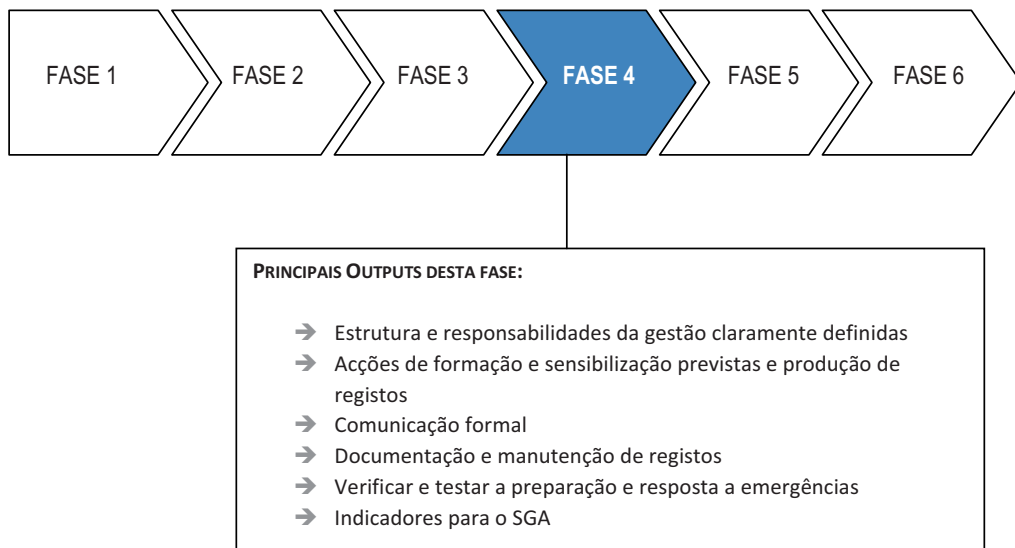 FASE 1
FASE 2
FASE 3
FASE 4
FASE 5
FASE 6
PRINCIPAIS OUTPUTS DESTA FASE:
Estrutura e responsabilidades da gestão claramente definidas
Acções de formação e sensibilização previstas e produção de
registos
Comunicação formal
Documentação e manutenção de registos
Verificar e testar a preparação e resposta a emergências
Indicadores para o SGA